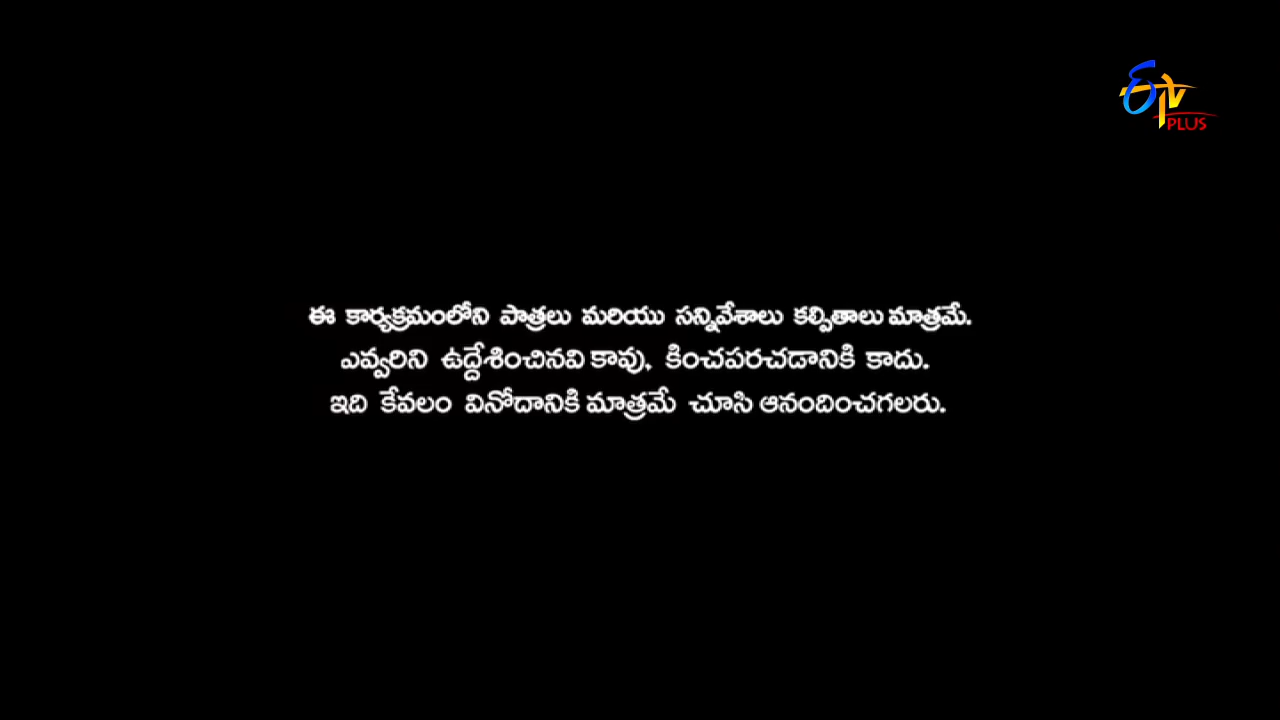 ETV
PLUS
ఈ కార్యక్రమంలోని పాత్రలు మరియు సన్నివేశాలు కల్పితాలు మాత్రమే.
ఎవ్వరిని ఉద్దేశించినవి కావు. కించపరచడానికి కాదు.
ఇది కేవలం వినోదానికి మాత్రమే చూసి ఆనందించగలరు.